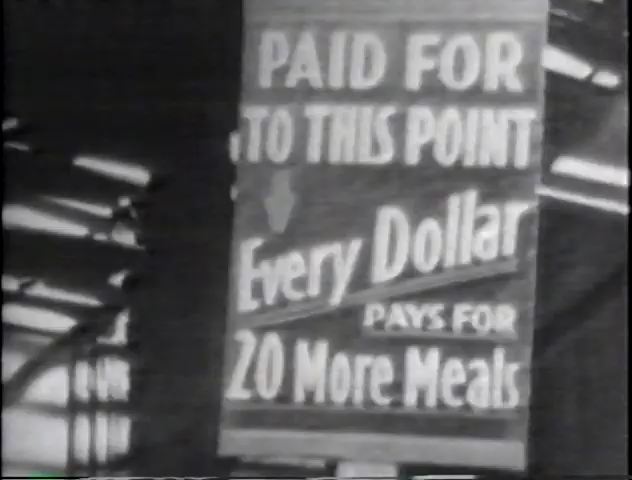 PAID FOR
TO THIS POINT
Every Dollar
PAYS FOR
20 More Meals